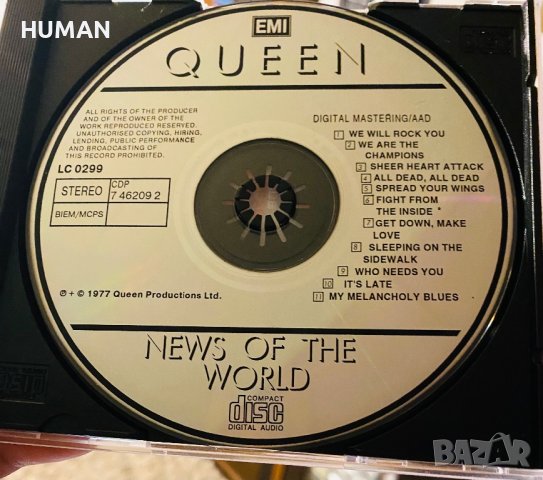 HUMAN
EMI
QUEEN
ALL RIGHTS OF THE PRODUCER
AND OF THE OWNER OF THE
WORK REPRODUCED RESERVED.
UNAUTHORISED COPYING, HIRING,
LENDING, PUBLIC PERFORMANCE
AND BROADCASTING OF
THIS RECORD PROHIBITED.
LC 0299
STEREO
CDP
7 46209 2
BIEM/MCPS
DIGITAL MASTERING/AAD
1 WE WILL ROCK YOU
2 WE ARE THE
CHAMPIONS
3 SHEER HEART ATTACK
4 ALL DEAD, ALL DEAD
5 SPREAD YOUR WINGS
6 FIGHT FROM
THE INSIDE "
7 GET DOWN, MAKE
LOVE
8 SLEEPING ON THE
SIDEWALK
9 WHO NEEDS YOU
10 IT'S LATE
11 MY MELANCHOLY BLUES
℗ + © 1977 Queen Productions Ltd.
NEWS OF THE
WORLD
COMPACT
disc
DIGITAL AUDIO
BAZAR